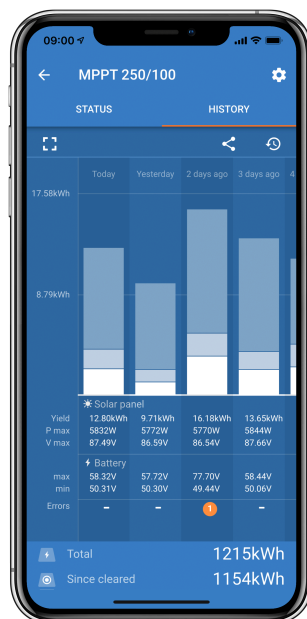 09:00
MPPT 250/100
STATUS HISTORY
Today Yesterday 2 days ago 3 days ago 4
17.58kWh
8.79kWh
Solar panel
Yield 12.80kWh 9.71kWh 16.18kWh 13.65kWh
P max 5832W 5772W 5770W 5844W
V max 87.49V 86.59V 86.54V 87.66V
Battery
max 58.32V 57.72V 77.70V 58.44V
min 50.31V 50.30V 49.44V 50.06V
Errors – – 1 –
Total 1215kWh
Since cleared 1154kWh